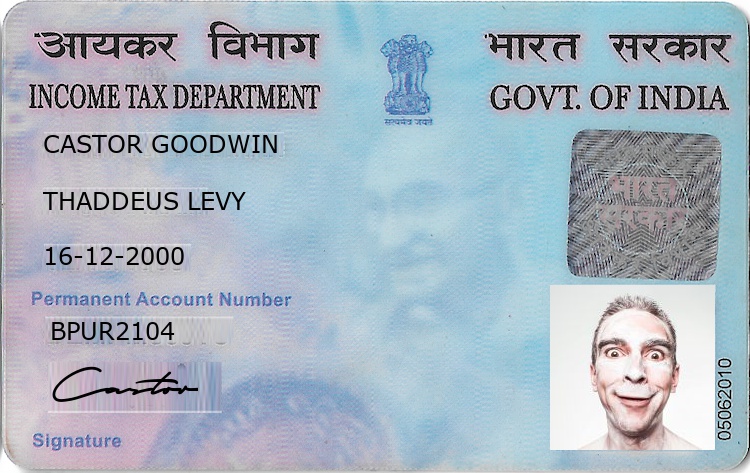 आयकर विभाग
भारत सरकार
INCOME TAX DEPARTMENT
GOVT. OF INDIA
सत्यमेव जयते
CASTOR GOODWIN
THADDEUS LEVY
भारत
सरकार
16-12-2000
Permanent Account Number
BPUR2104
Castor
Signature
05062010